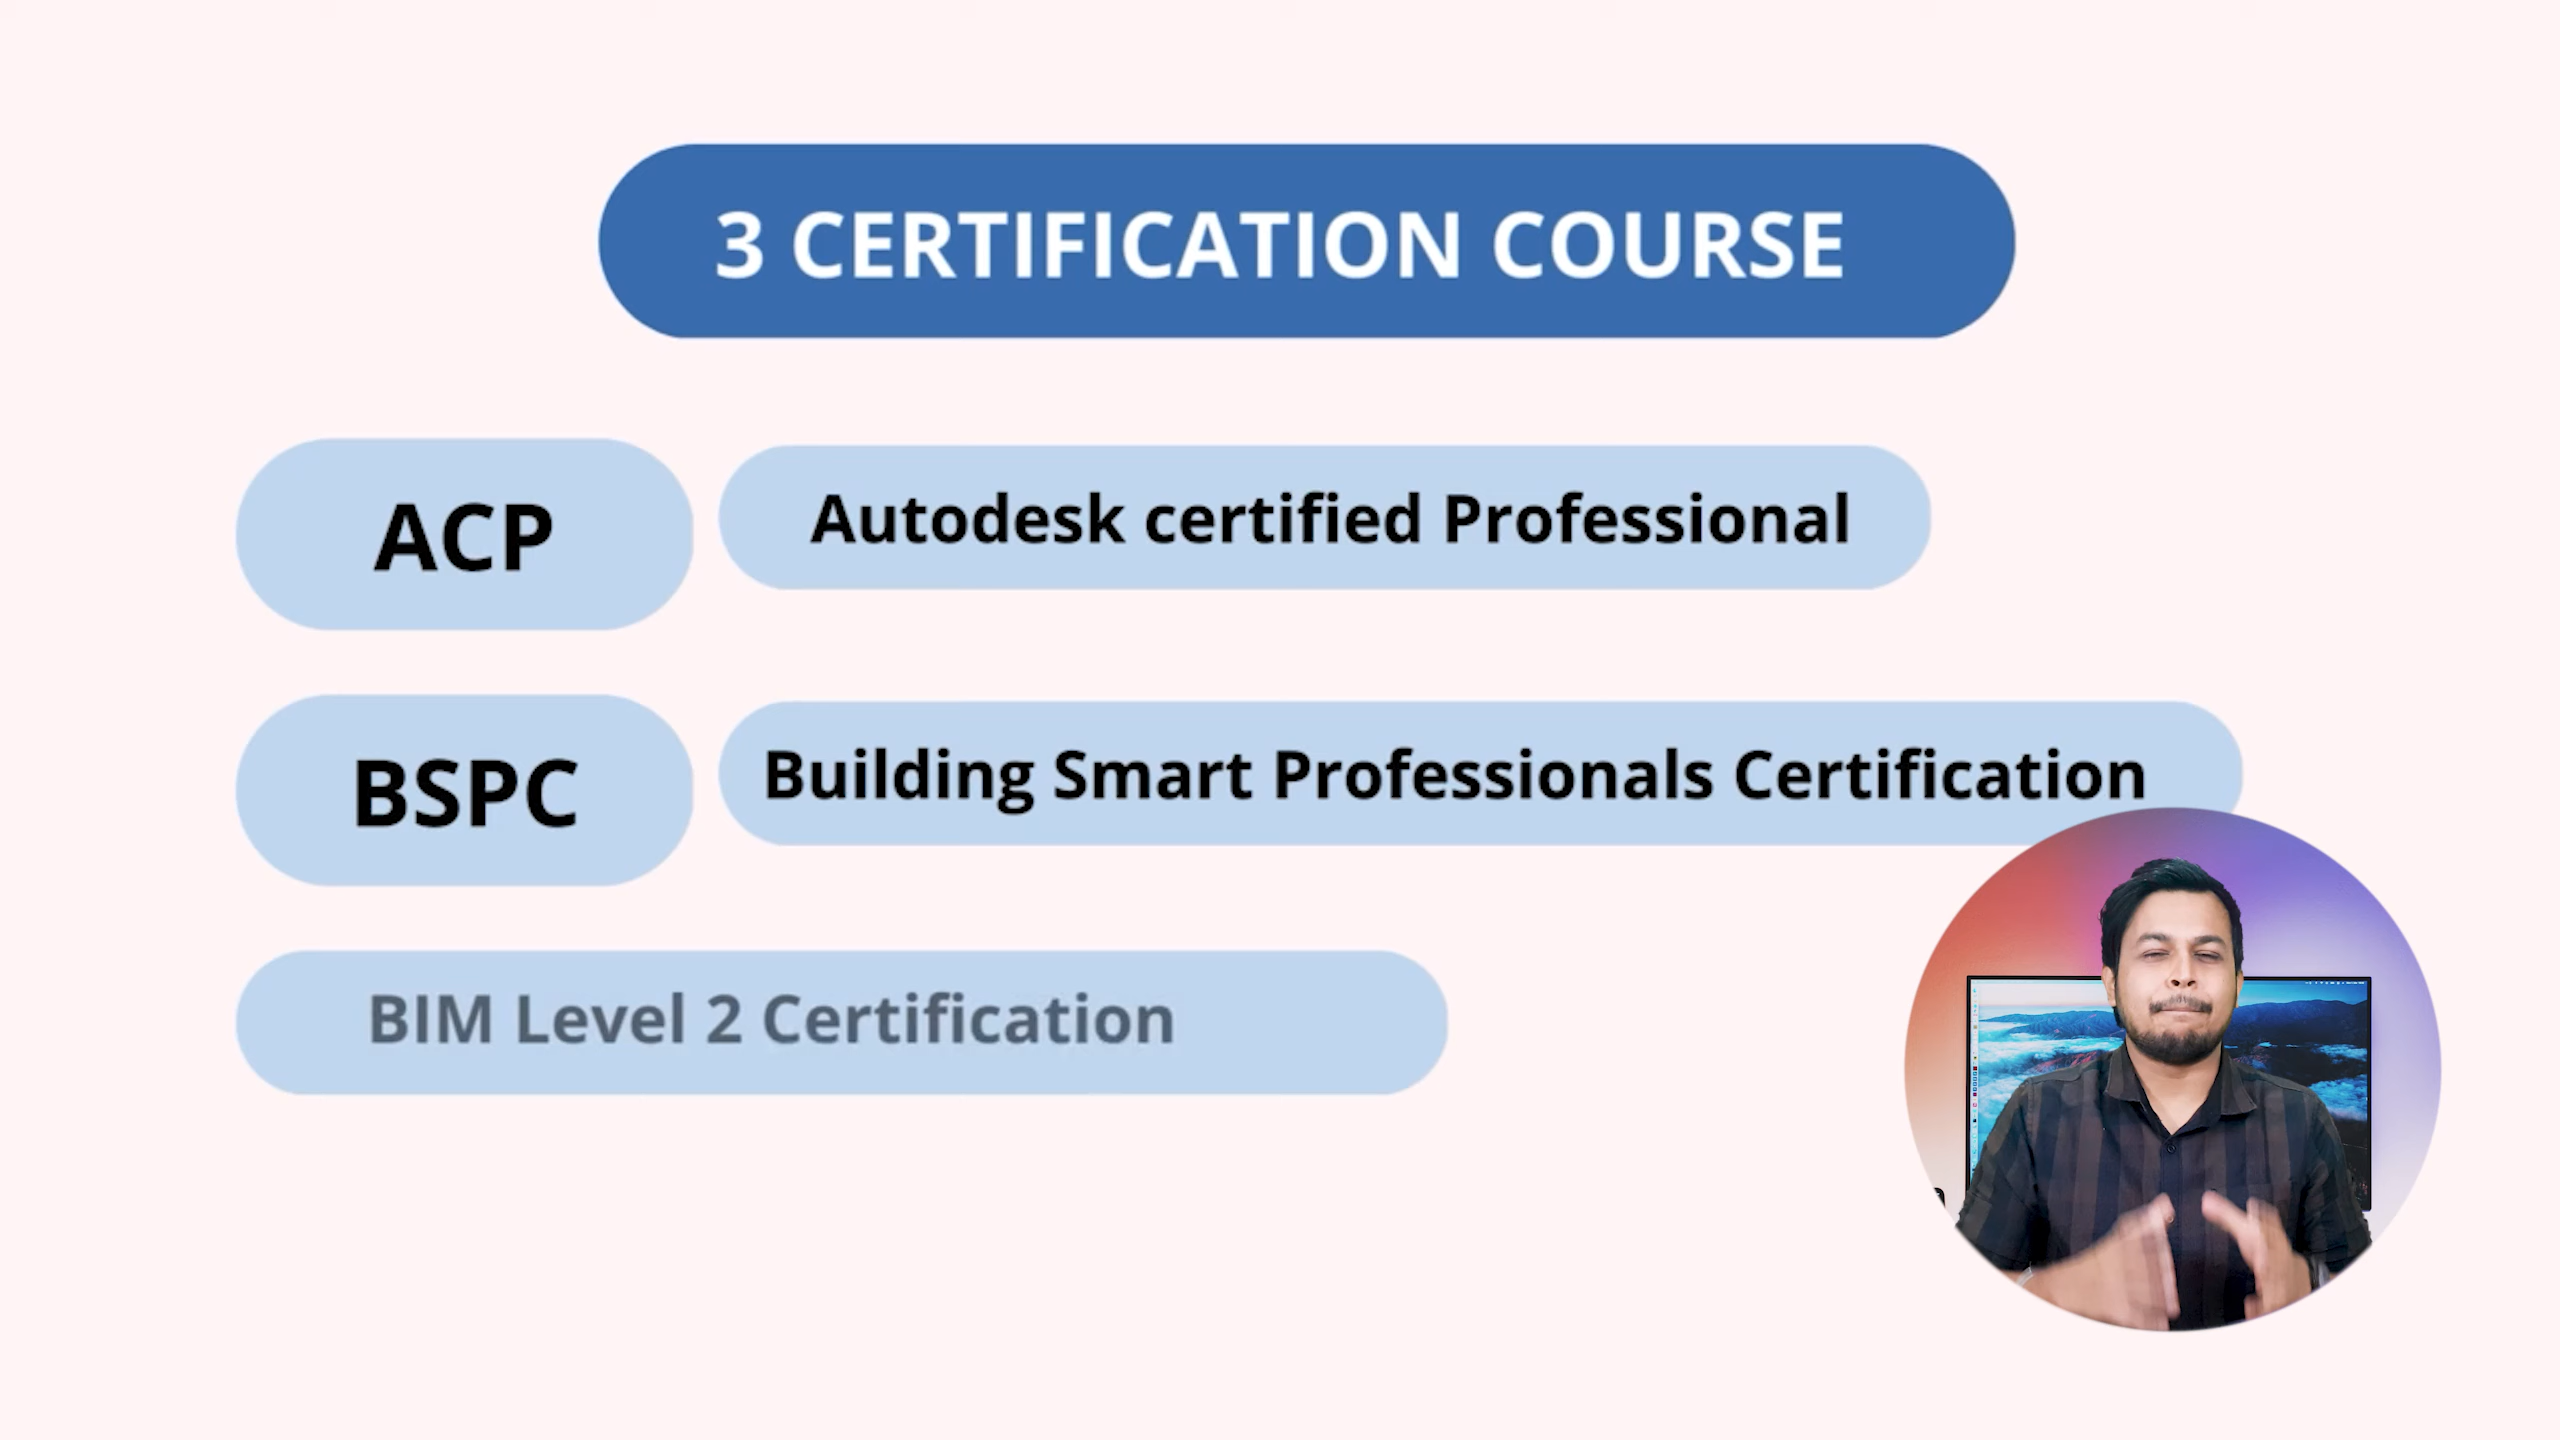 3 CERTIFICATION COURSE
ACP
Autodesk certified Professional
BSPC
Building Smart Professionals Certification
BIM Level 2 Certification